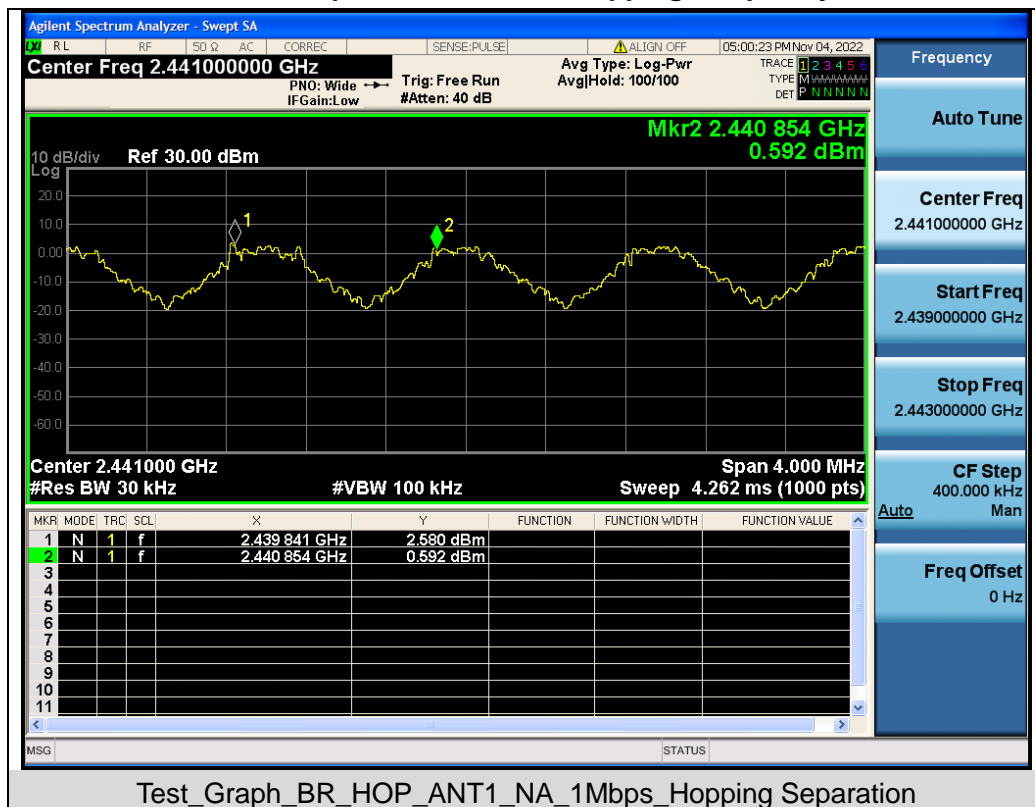 Agilent Spectrum Analyzer - Swept SA
LXI RL RF 50 Ω AC CORREC SENSE:PULSE ALIGN OFF 05:00:23 PM Nov 04, 2022
Center Freq 2.441000000 GHz
PNO: Wide
IFGain:Low
Trig: Free Run
#Atten: 40 dB
Avg Type: Log-Pwr
Avg|Hold: 100/100
TRACE 1 2 3 4 5 6
TYPE M
DET P N N N N N
Mkr2 2.440 854 GHz
0.592 dBm
10 dB/div Ref 30.00 dBm
Log
20.0
10.0
0.00
-10.0
-20.0
-30.0
-40.0
-50.0
-60.0
1
2
Center 2.441000 GHz Span 4.000 MHz
#Res BW 30 kHz #VBW 100 kHz Sweep 4.262 ms (1000 pts)
MKR MODE TRC SCL X Y FUNCTION FUNCTION WIDTH FUNCTION VALUE
1 N 1 f 2.439 841 GHz 2.580 dBm
2 N 1 f 2.440 854 GHz 0.592 dBm
3
4
5
6
7
8
9
10
11
MSG STATUS
Frequency
Auto Tune
Center Freq
2.441000000 GHz
Start Freq
2.439000000 GHz
Stop Freq
2.443000000 GHz
CF Step
400.000 kHz
Auto Man
Freq Offset
0 Hz
Test_Graph_BR_HOP_ANT1_NA_1Mbps_Hopping Separation